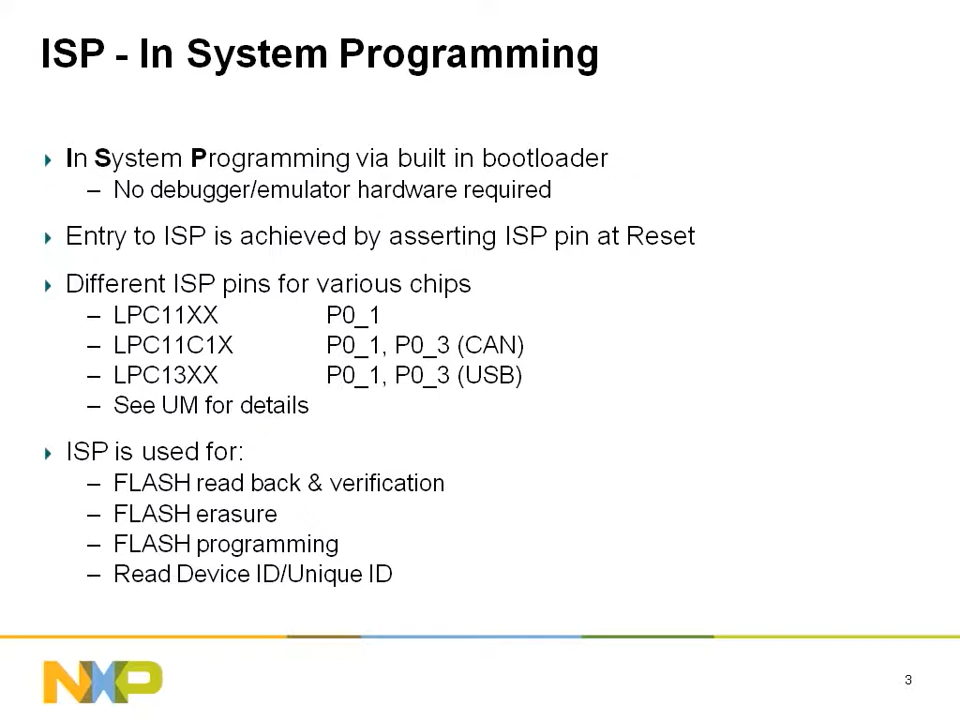 ISP - In System Programming
In System Programming via built in bootloader
– No debugger/emulator hardware required
Entry to ISP is achieved by asserting ISP pin at Reset
Different ISP pins for various chips
– LPC11XX P0_1
– LPC11C1X P0_1, P0_3 (CAN)
– LPC13XX P0_1, P0_3 (USB)
– See UM for details
ISP is used for:
– FLASH read back & verification
– FLASH erasure
– FLASH programming
– Read Device ID/Unique ID
NXP
3